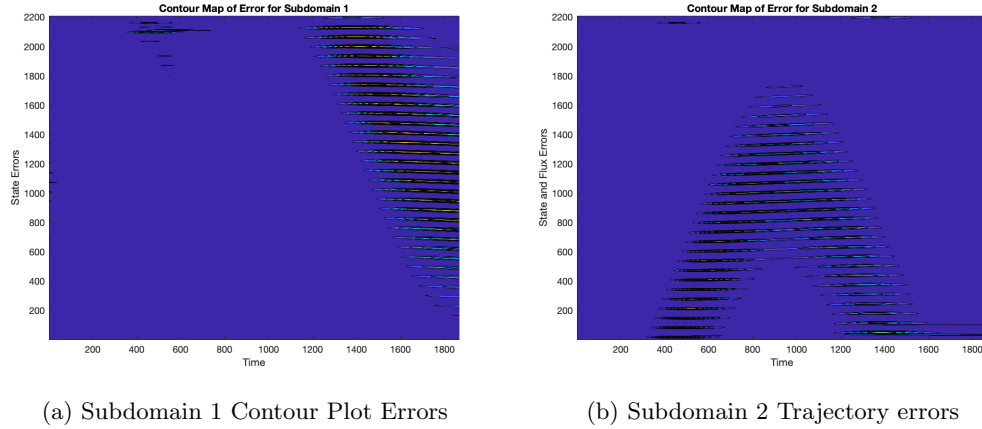 Contour Map of Error for Subdomain 1
2200
2000
1800
1600
1400
1200
1000
800
600
400
200
State Errors
200 400 600 800 1000 1200 1400 1600 1800
Time
(a) Subdomain 1 Contour Plot Errors
Contour Map of Error for Subdomain 2
2200
2000
1800
1600
1400
1200
1000
800
600
400
200
State and Flux Errors
200 400 600 800 1000 1200 1400 1600 1800
Time
(b) Subdomain 2 Trajectory errors